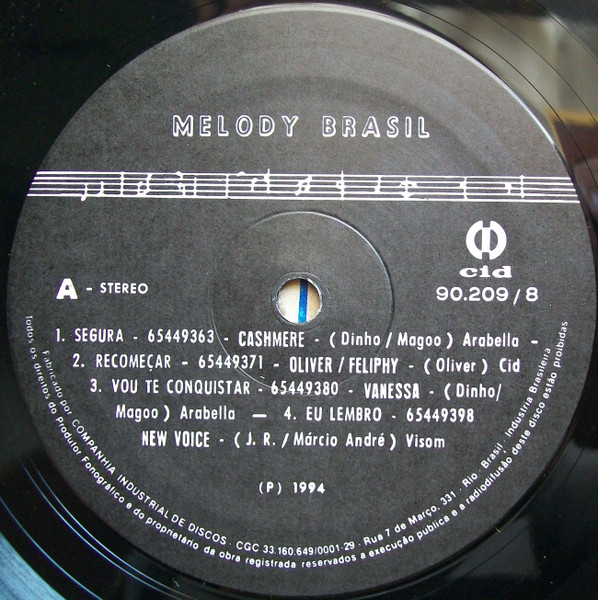 MELODY BRASIL
cid
A - STEREO
90.209/8
1. SEGURA - 65449363 - CASHMERE - (Dinho/Magoo) Arabella -
2. RECOMEÇAR - 65449371 - OLIVER/FELIPHY - (Oliver) Cid
3. VOU TE CONQUISTAR - 65449380 - VANESSA - (Dinho/
Magoo) Arabella — 4. EU LEMBRO - 65449398
NEW VOICE - (J. R./Márcio André) Visom
(P) 1994
Fabricado por COMPANHIA INDUSTRIAL DE DISCOS - CGC 33.160.649/0001-29 - Rua 7 de Março, 331 - Rio - Brasil - Industria Brasileira
Todos os direitos do Produtor Fonográfico e do proprietário da obra registrada reservados a execução publica e a radiodifusão deste disco estão proibidas